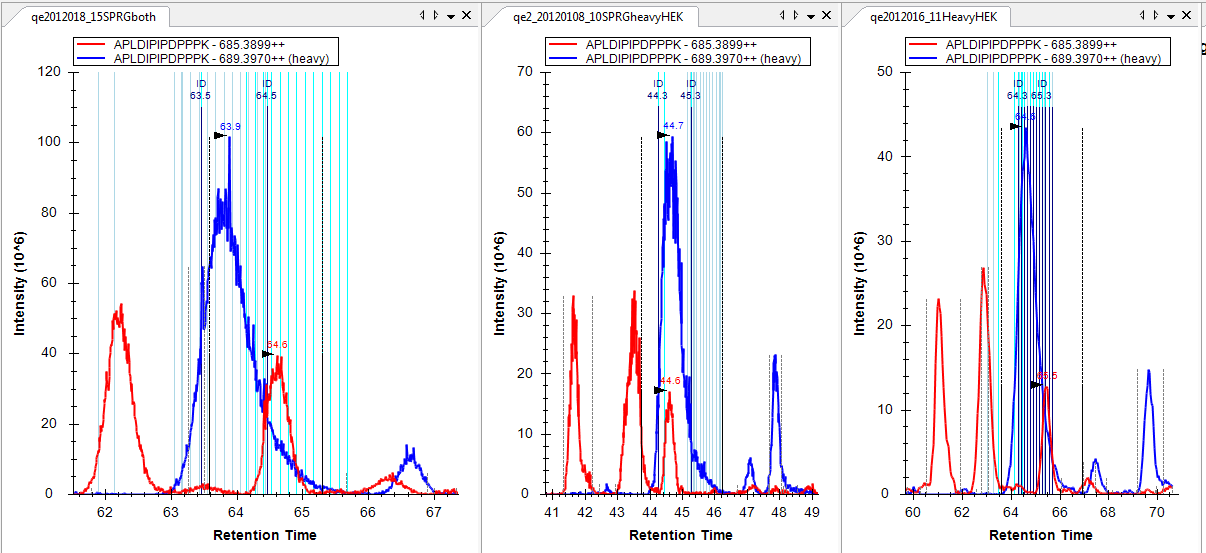 qe2012018_15SPRGboth
APLDIPIPDPPPK - 685.3899++
APLDIPIPDPPPK - 689.3970++ (heavy)
120
100
80
60
40
20
0
Intensity (10^6)
ID
63.5
ID
64.5
63.9
64.6
62
63
64
65
66
67
Retention Time
qe2_20120108_10SPRGheavyHEK
APLDIPIPDPPPK - 685.3899++
APLDIPIPDPPPK - 689.3970++ (heavy)
70
60
50
40
30
20
10
0
Intensity (10^6)
ID
44.3
ID
45.3
44.7
44.6
41
42
43
44
45
46
47
48
49
Retention Time
qe2012016_11HeavyHEK
APLDIPIPDPPPK - 685.3899++
APLDIPIPDPPPK - 689.3970++ (heavy)
50
40
30
20
10
0
Intensity (10^6)
ID
64.3
ID
65.3
64.6
65.5
60
62
64
66
68
70
Retention Time